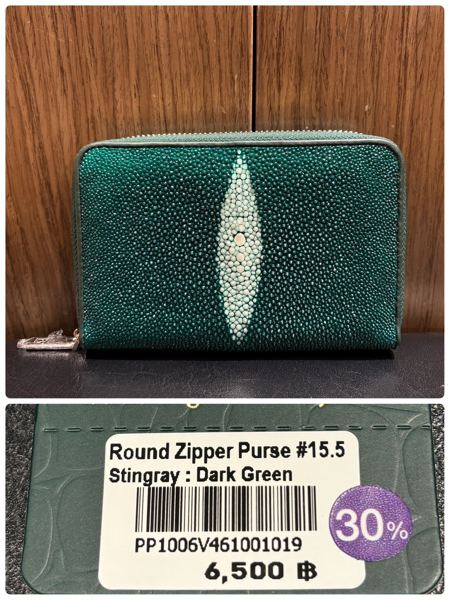 Round Zipper Purse #15.5
Stingray : Dark Green
PP1006V461001019
6,500 ฿
30%